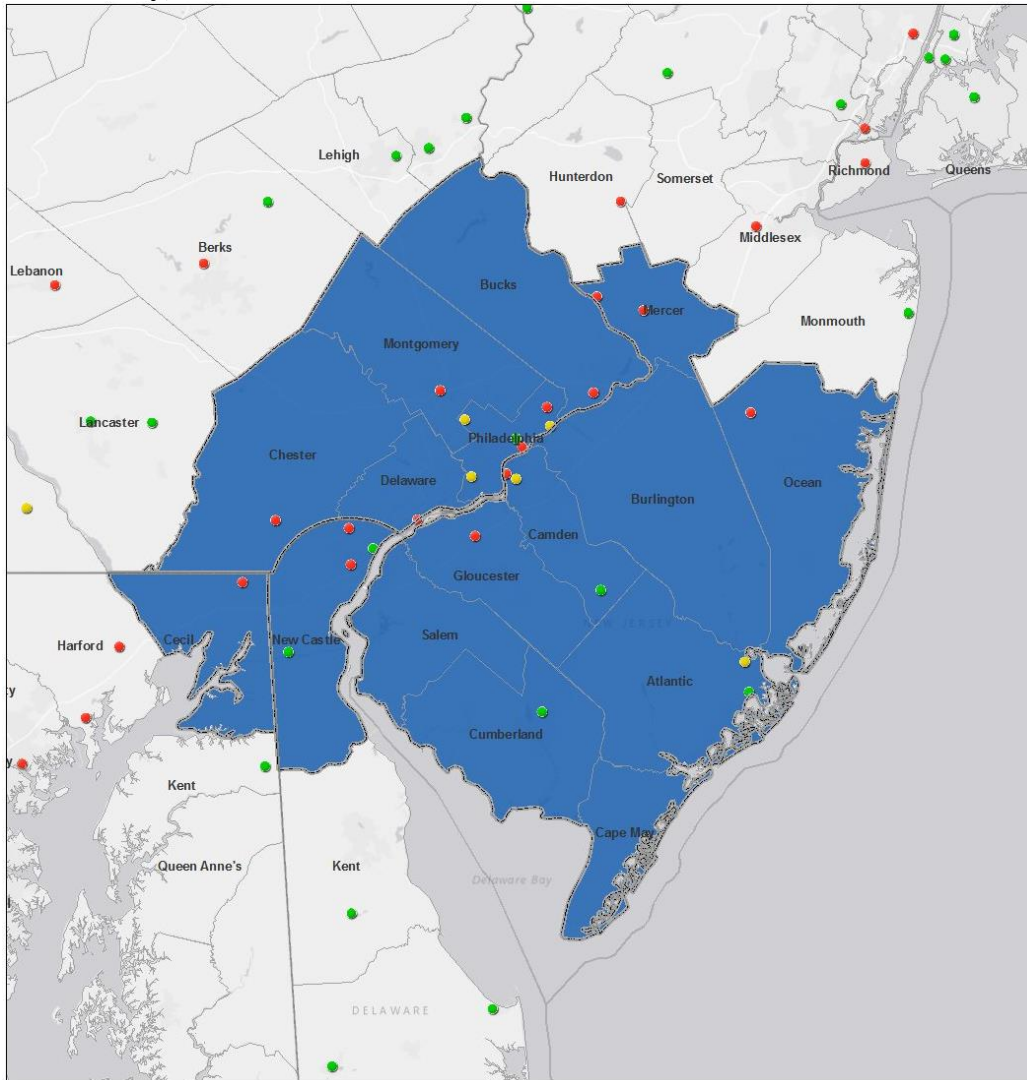 Lehigh
Hunterdon
Somerset
Richmond
Queens
Berks
Middlesex
Lebanon
Bucks
Mercer
Monmouth
Montgomery
Lancaster
Philadelphia
Chester
Delaware
Ocean
Burlington
Camden
Gloucester
NEW JERSEY
Harford
Cecil
New Castle
Salem
Atlantic
Cumberland
Kent
Cape May
Queen Anne's
Kent
Delaware Bay
DELAWARE